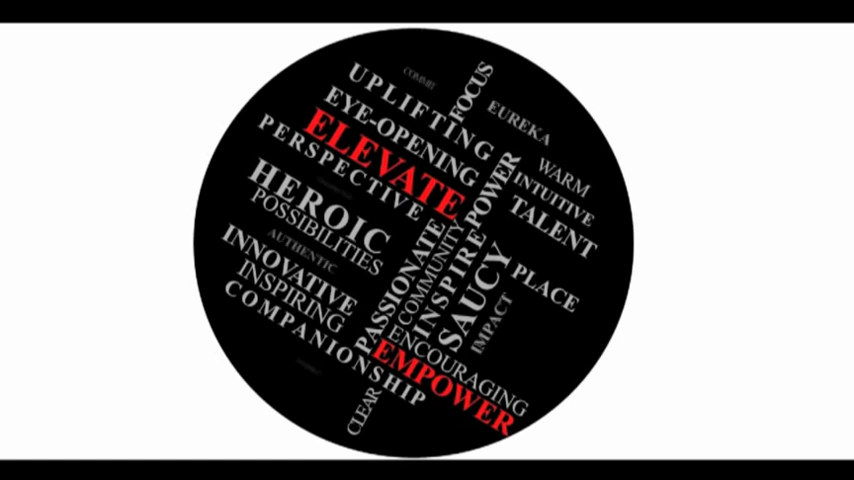 COMMIT
FOCUS
UPLIFTING
EUREKA
EYE-OPENING
ELEVATE
PERSPECTIVE
POWER
WARM
INTUITIVE
TALENT
HEROIC
POSSIBILITIES
AUTHENTIC
INNOVATIVE
INSPIRING
COMPANIONSHIP
PASSIONATE
COMMUNITY
INSPIRE
SAUCY
PLACE
IMPACT
ENCOURAGING
EMPOWER
CLEAR